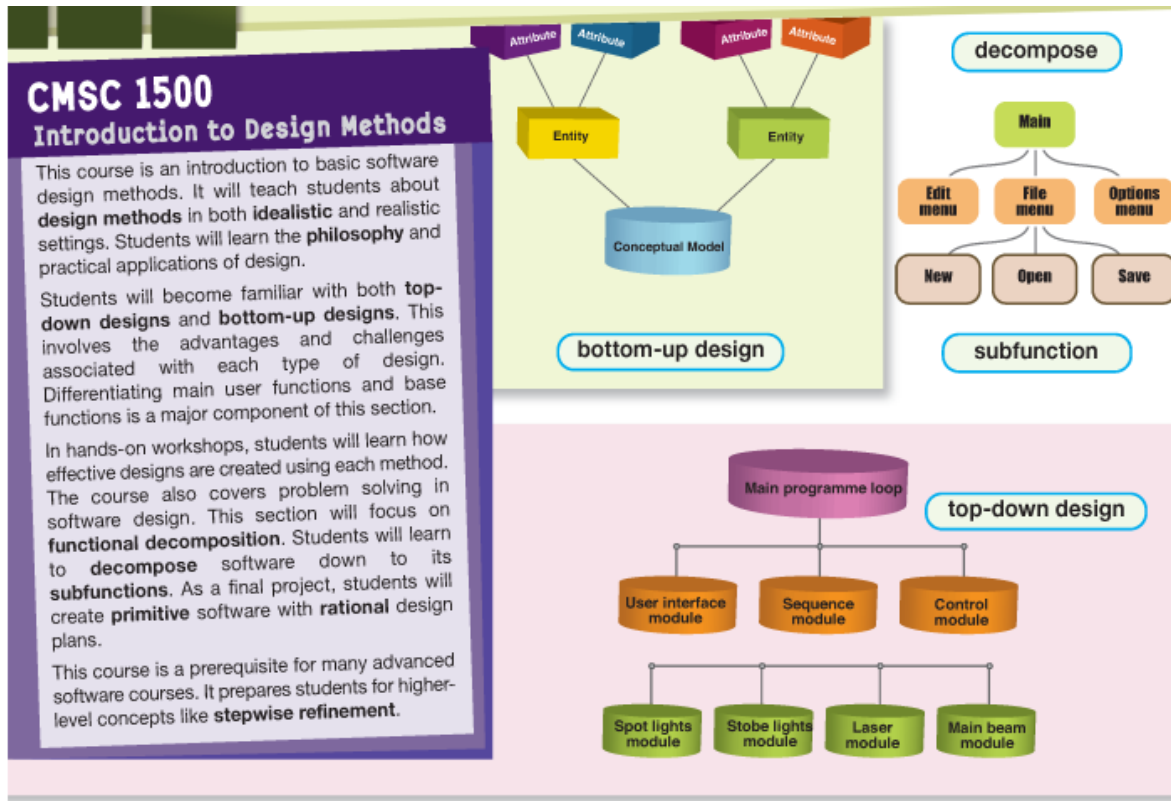 CMSC 1500
Introduction to Design Methods
This course is an introduction to basic software
design methods. It will teach students about
design methods in both idealistic and realistic
settings. Students will learn the philosophy and
practical applications of design.
Students will become familiar with both top-
down designs and bottom-up designs. This
involves the advantages and challenges
associated with each type of design.
Differentiating main user functions and base
functions is a major component of this section.
In hands-on workshops, students will learn how
effective designs are created using each method.
The course also covers problem solving in
software design. This section will focus on
functional decomposition. Students will learn
to decompose software down to its
subfunctions. As a final project, students will
create primitive software with rational design
plans.
This course is a prerequisite for many advanced
software courses. It prepares students for higher-
level concepts like stepwise refinement.
Attribute
Attribute
Attribute
Attribute
Entity
Entity
Conceptual Model
bottom-up design
decompose
Main
Edit
menu
File
menu
Options
menu
New
Open
Save
subfunction
Main programme loop
top-down design
User interface
module
Sequence
module
Control
module
Spot lights
module
Stobe lights
module
Laser
module
Main beam
module